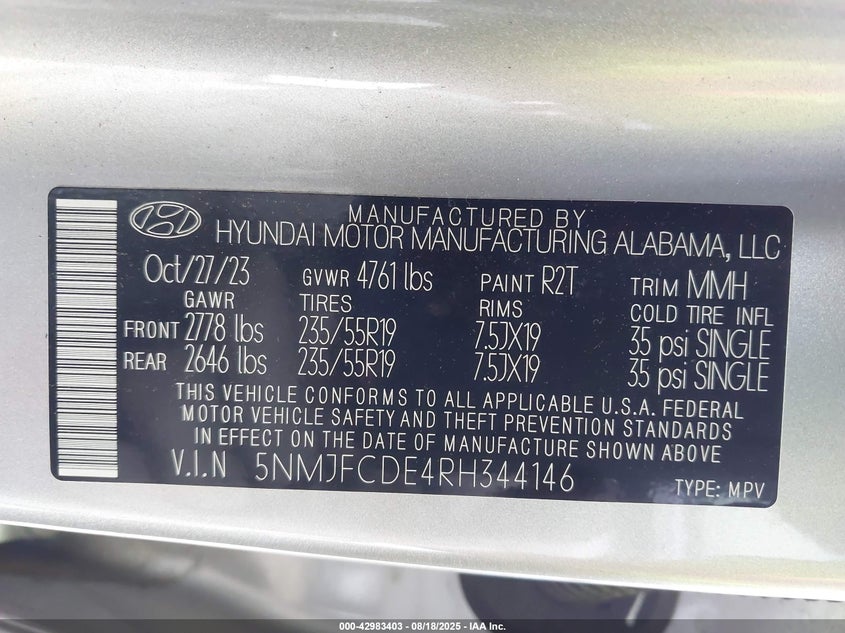 MANUFACTURED BY
HYUNDAI MOTOR MANUFACTURING ALABAMA, LLC
Oct/27/23 GVWR 4761 lbs PAINT R2T TRIM MMH
GAWR TIRES RIMS COLD TIRE INFL
FRONT 2778 lbs 235/55R19 7.5JX19 35 psi SINGLE
REAR 2646 lbs 235/55R19 7.5JX19 35 psi SINGLE
THIS VEHICLE CONFORMS TO ALL APPLICABLE U.S.A. FEDERAL
MOTOR VEHICLE SAFETY AND THEFT PREVENTION STANDARDS
IN EFFECT ON THE DATE OF MANUFACTURE SHOWN ABOVE
V.I.N 5NMJFCDE4RH344146
TYPE: MPV
000-42983403 - 08/18/2025 - IAA Inc.